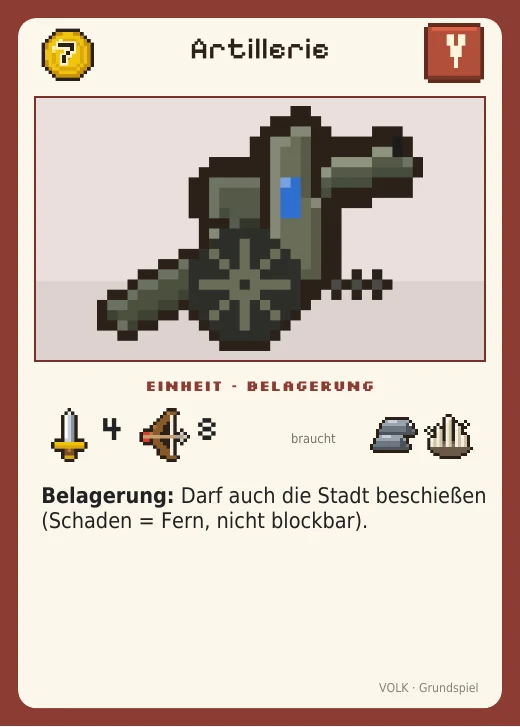 7
Artillerie
EINHEIT - BELAGERUNG
4
8
braucht
Belagerung: Darf auch die Stadt beschießen
(Schaden = Fern, nicht blockbar).
VOLK · Grundspiel